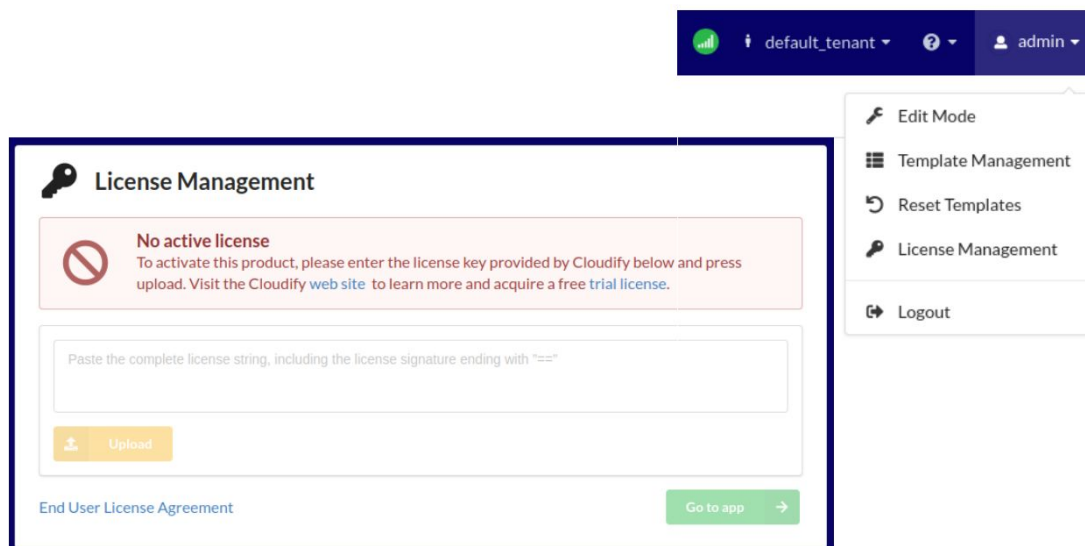 default_tenant
admin
Edit Mode
Template Management
Reset Templates
License Management
Logout
License Management
No active license
To activate this product, please enter the license key provided by Cloudify below and press
upload. Visit the Cloudify web site to learn more and acquire a free trial license.
Paste the complete license string, including the license signature ending with "=="
Upload
End User License Agreement
Go to app